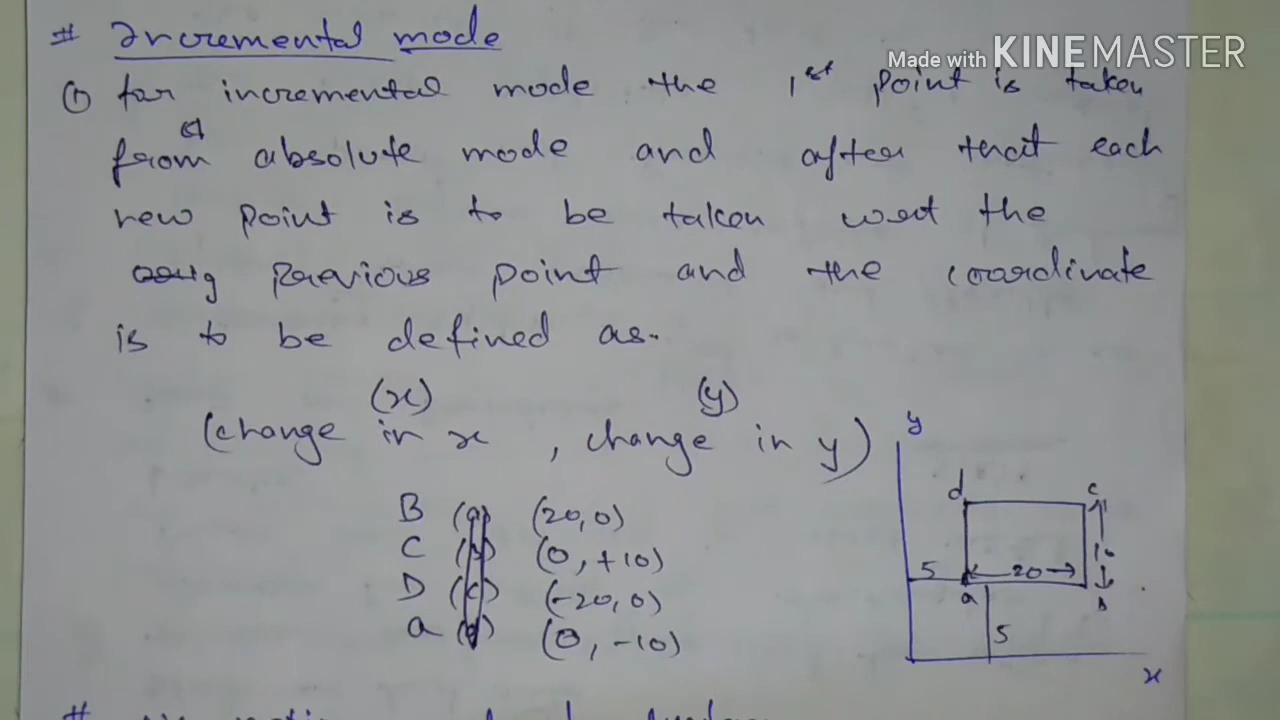 # Incremental mode
Made with KINEMASTER
① for incremental mode the 1st point is taken
from absolute mode and after that each
new point is to be taken wrt the
previous point and the coordinate
is to be defined as.
(x) (y)
(change in x , change in y)
B (20,0)
C (0, +10)
D (-20,0)
a (0, -10)
y
d c
5 20 10
a B
5
x
#